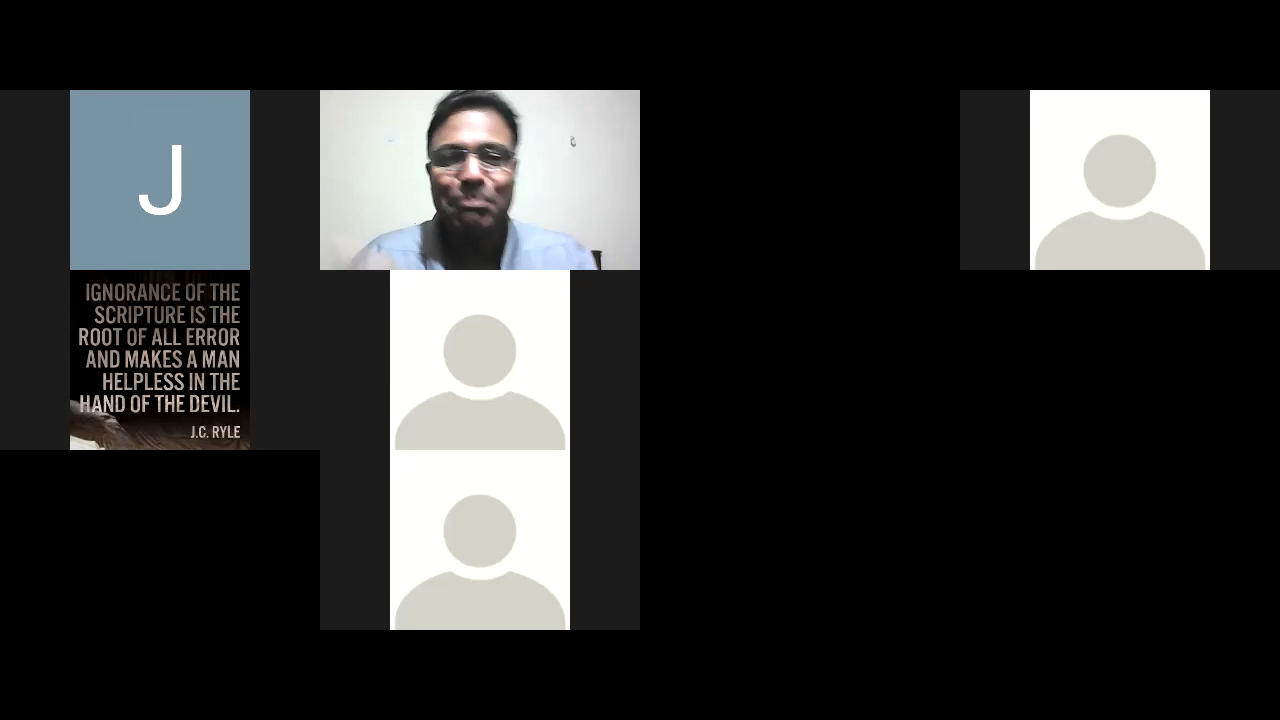 J
IGNORANCE OF THE
SCRIPTURE IS THE
ROOT OF ALL ERROR
AND MAKES A MAN
HELPLESS IN THE
HAND OF THE DEVIL.
J.C. RYLE